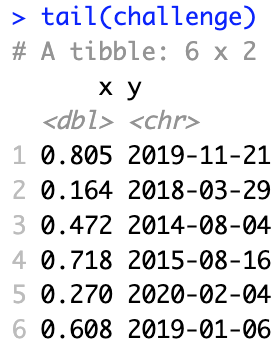 > tail(challenge)
# A tibble: 6 x 2
x y
<dbl> <chr>
1 0.805 2019-11-21
2 0.164 2018-03-29
3 0.472 2014-08-04
4 0.718 2015-08-16
5 0.270 2020-02-04
6 0.608 2019-01-06